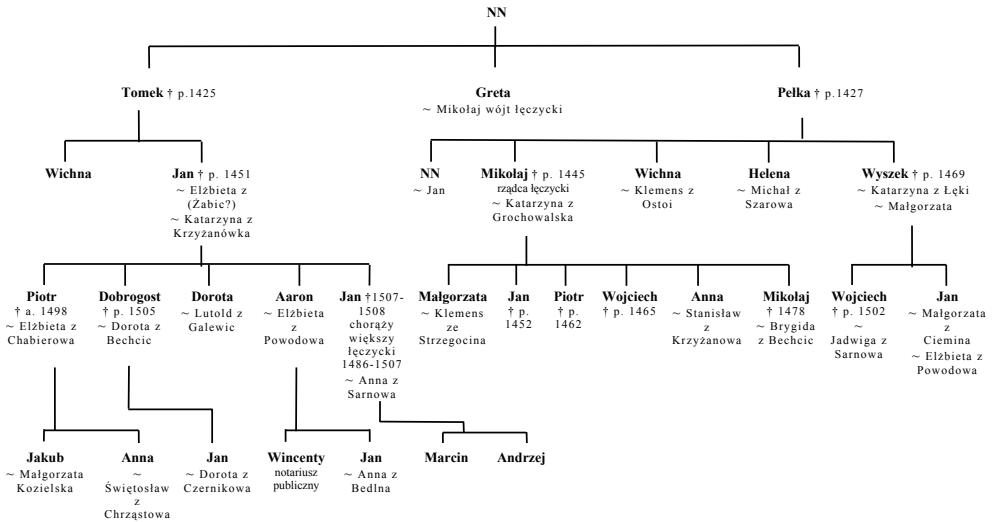 NN
Tomek † p.1425
Greta
~ Mikołaj wójt łęczycki
Pełka † p.1427
Wichna
Jan † p. 1451
~ Elżbieta z
(Żabic?)
~ Katarzyna z
Krzyżanówka
NN
~ Jan
Mikołaj † p. 1445
rządca łęczycki
~ Katarzyna z
Grochowalska
Wichna
~ Klemens z
Ostoi
Helena
~ Michał z
Szarowa
Wyszek † p. 1469
~ Katarzyna z Łęki
~ Małgorzata
Piotr
† a. 1498
~ Elżbieta z
Chabierowa
Dobrogost
† p. 1505
~ Dorota z
Bechcic
Dorota
~ Lutold z
Galewic
Aaron
~ Elżbieta
z
Powodowa
Jan †1507-
1508
chorąży
większy
łęczycki
1486-1507
~ Anna z
Sarnowa
Małgorzata
~ Klemens
ze
Strzegocina
Jan
† p.
1452
Piotr
† p.
1462
Wojciech
† p. 1465
Anna
~ Stanisław
z
Krzyżanowa
Mikołaj
† 1478
~ Brygida
z Bechcic
Wojciech
† p. 1502
~
Jadwiga z
Sarnowa
Jan
~ Małgorzata
z
Ciemina
~ Elżbieta z
Powodowa
Jakub
~ Małgorzata
Kozielska
Anna
~
Świętosław
z
Chrząstowa
Jan
~ Dorota z
Czernikowa
Wincenty
notariusz
publiczny
Jan
~ Anna z
Bedlna
Marcin
Andrzej